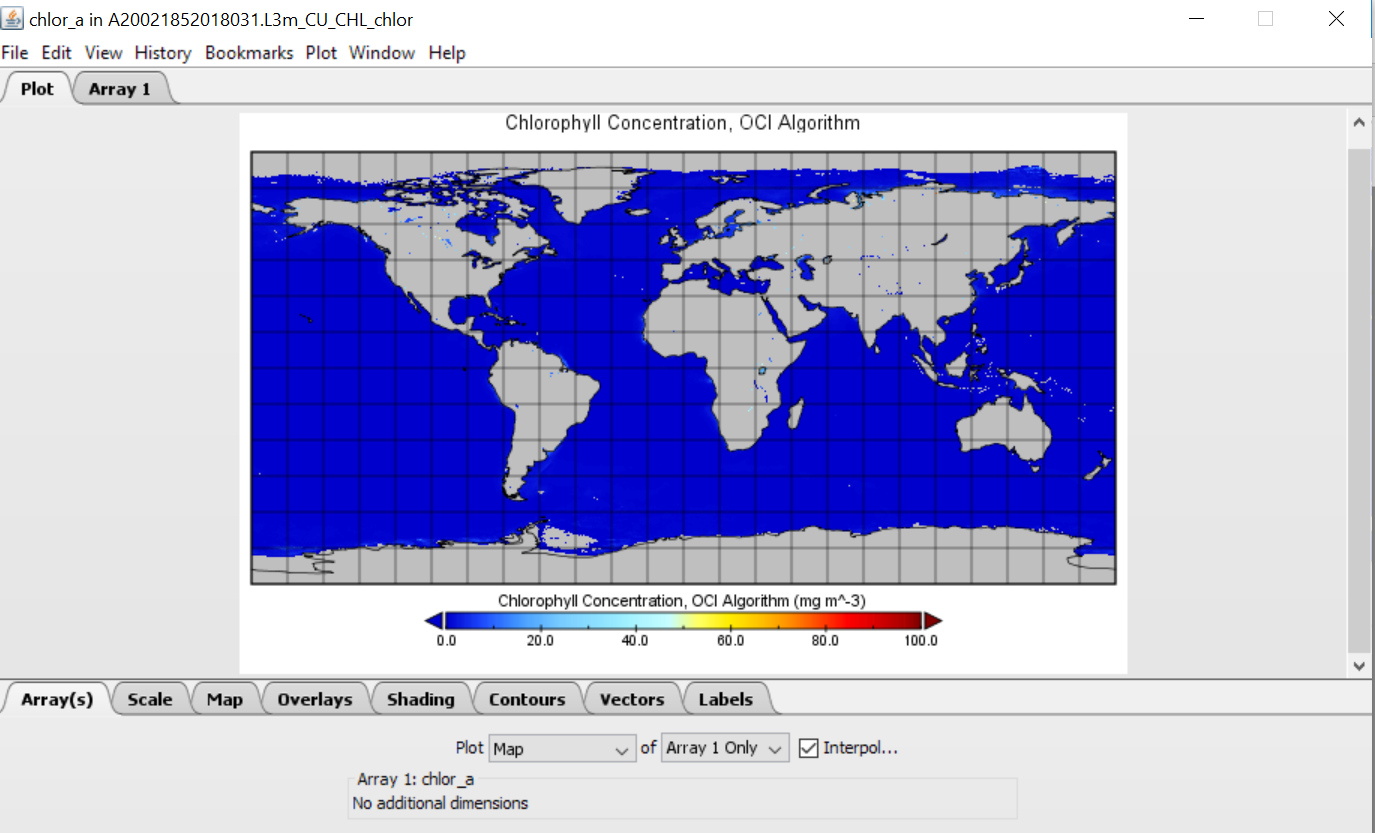 chlor_a in A20021852018031.L3m_CU_CHL_chlor
File Edit View History Bookmarks Plot Window Help
Plot Array 1
Chlorophyll Concentration, OCI Algorithm
Chlorophyll Concentration, OCI Algorithm (mg m^-3)
0.0 20.0 40.0 60.0 80.0 100.0
Array(s) Scale Map Overlays Shading Contours Vectors Labels
Plot Map of Array 1 Only Interpol...
Array 1: chlor_a
No additional dimensions